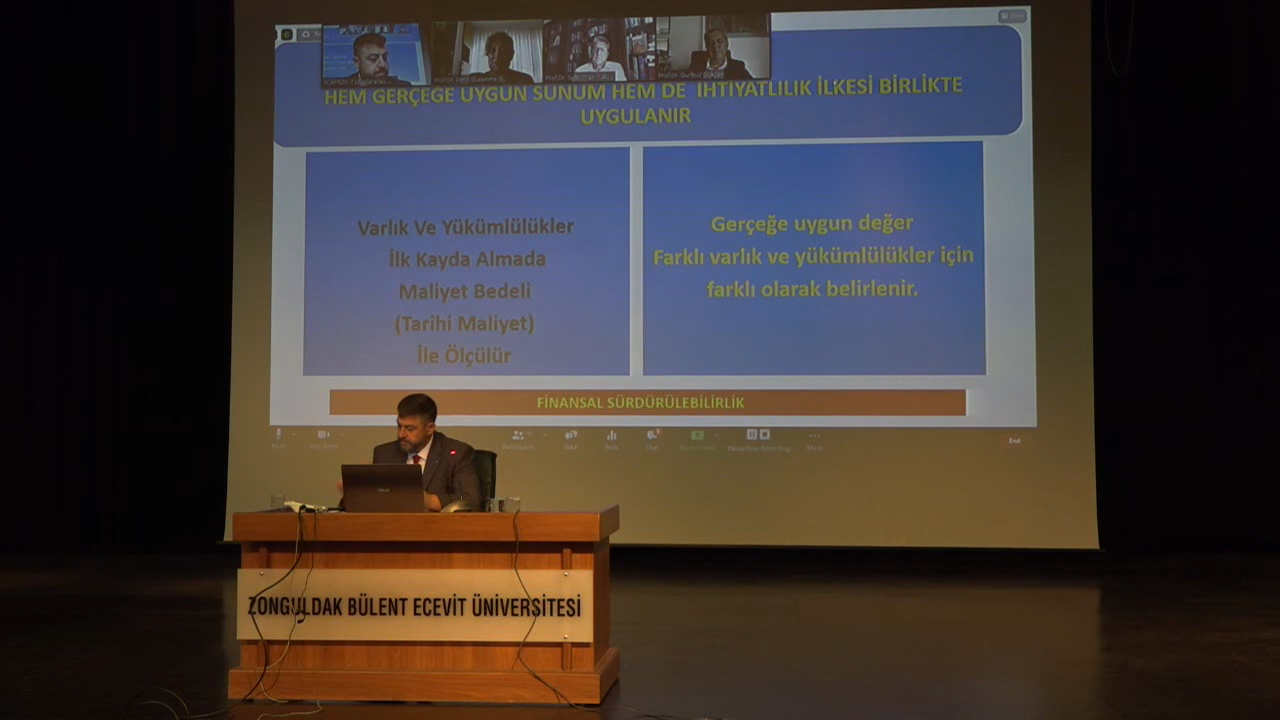 HEM GERÇEĞE UYGUN SUNUM HEM DE İHTİYATLILIK İLKESİ BİRLİKTE
UYGULANIR
Varlık Ve Yükümlülükler
İlk Kayda Almada
Maliyet Bedeli
(Tarihi Maliyet)
İle Ölçülür
Gerçeğe uygun değer
Farklı varlık ve yükümlülükler için
farklı olarak belirlenir.
FİNANSAL SÜRDÜRÜLEBİLİRLİK
End
ZONGULDAK BÜLENT ECEVİT ÜNİVERSİTESİ